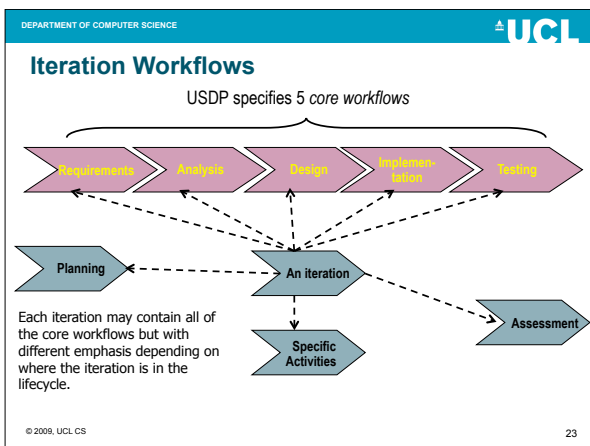 DEPARTMENT OF COMPUTER SCIENCE
UCL
Iteration Workflows
USDP specifies 5 core workflows
Requirements
Analysis
Design
Implemen-
tation
Testing
Planning
An iteration
Each iteration may contain all of
the core workflows but with
different emphasis depending on
where the iteration is in the
lifecycle.
Specific
Activities
Assessment
© 2009, UCL CS
23